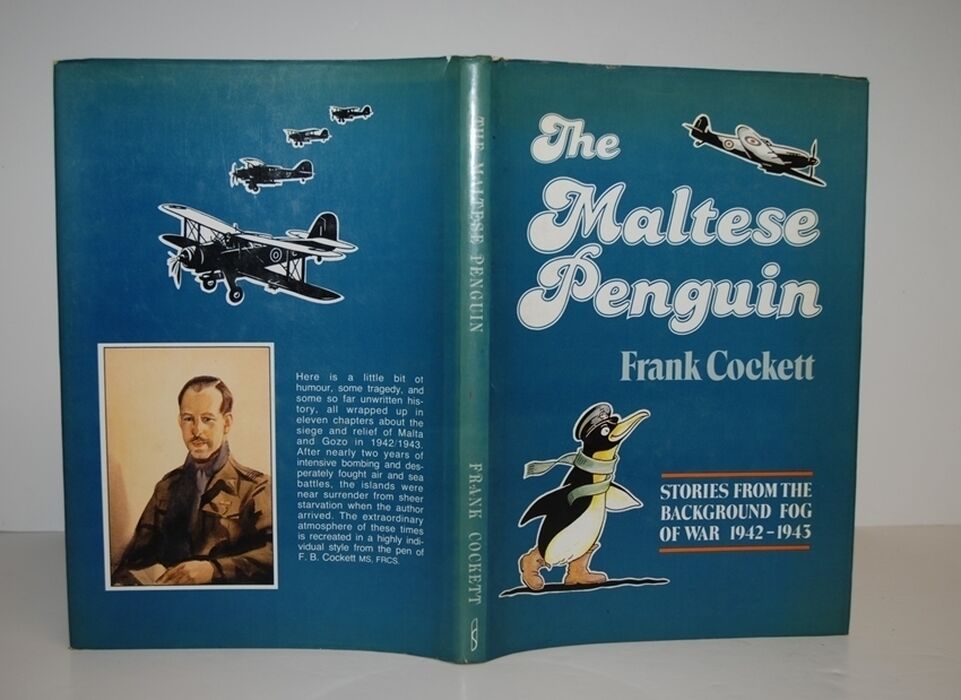 The
Maltese
Penguin
Frank Cockett
STORIES FROM THE
BACKGROUND FOG
OF WAR 1942-1943
THE MALTESE PENGUIN
FRANK COCKETT
Here is a little bit of
humour, some tragedy, and
some so far unwritten his-
tory, all wrapped up in
eleven chapters about the
siege and relief of Malta
and Gozo in 1942/1943.
After nearly two years of
intensive bombing and des-
perately fought air and sea
battles, the islands were
near surrender from sheer
starvation when the author
arrived. The extraordinary
atmosphere of these times
is recreated in a highly indi-
vidual style from the pen of
F. B. Cockett MS, FRCS.